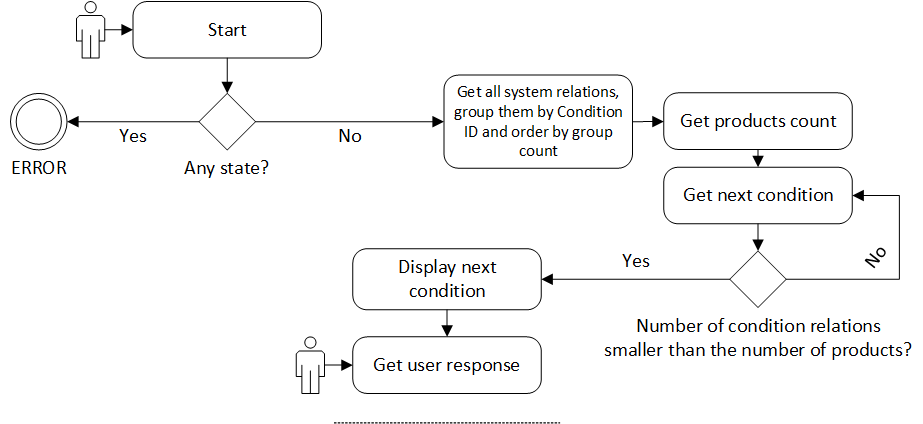 Start
Get all system relations,
group them by Condition
ID and order by group
count
Get products count
Yes
No
ERROR
Any state?
Get next condition
No
Yes
Display next
condition
Number of condition relations
smaller than the number of products?
Get user response